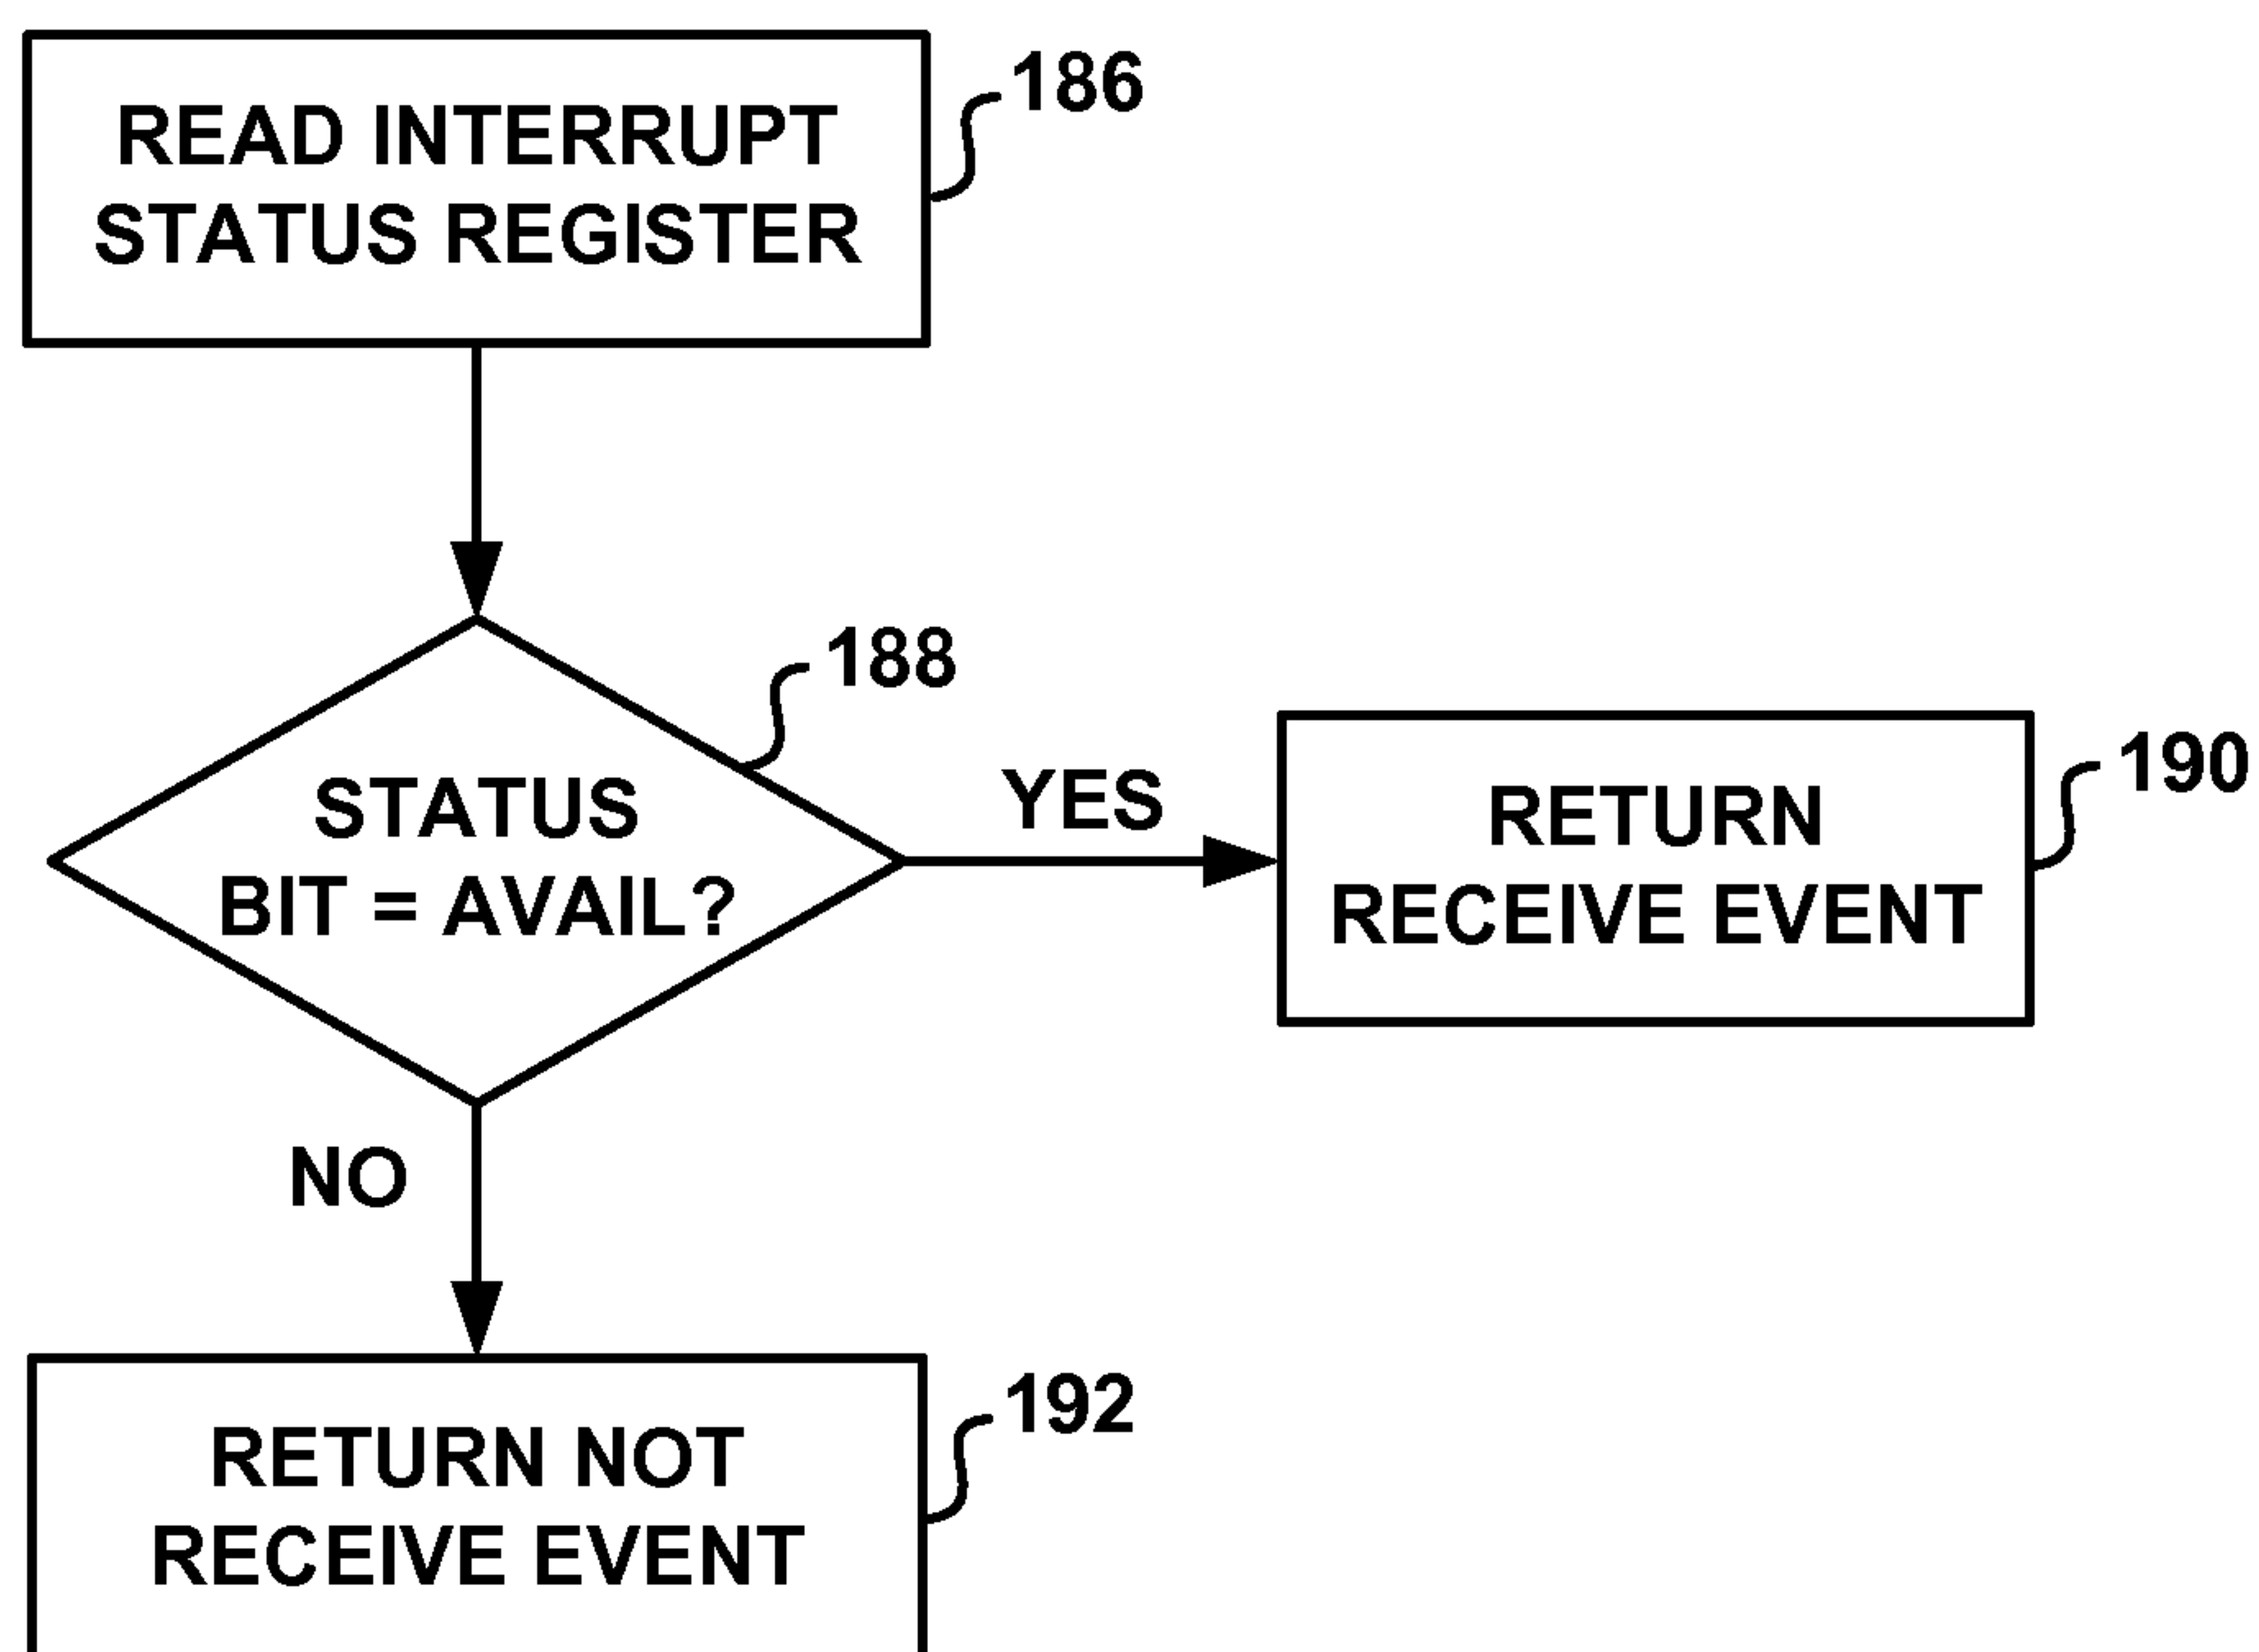 READ INTERRUPT
STATUS REGISTER
186
188
STATUS
BIT = AVAIL?
YES
RETURN
RECEIVE EVENT
190
NO
RETURN NOT
RECEIVE EVENT
192